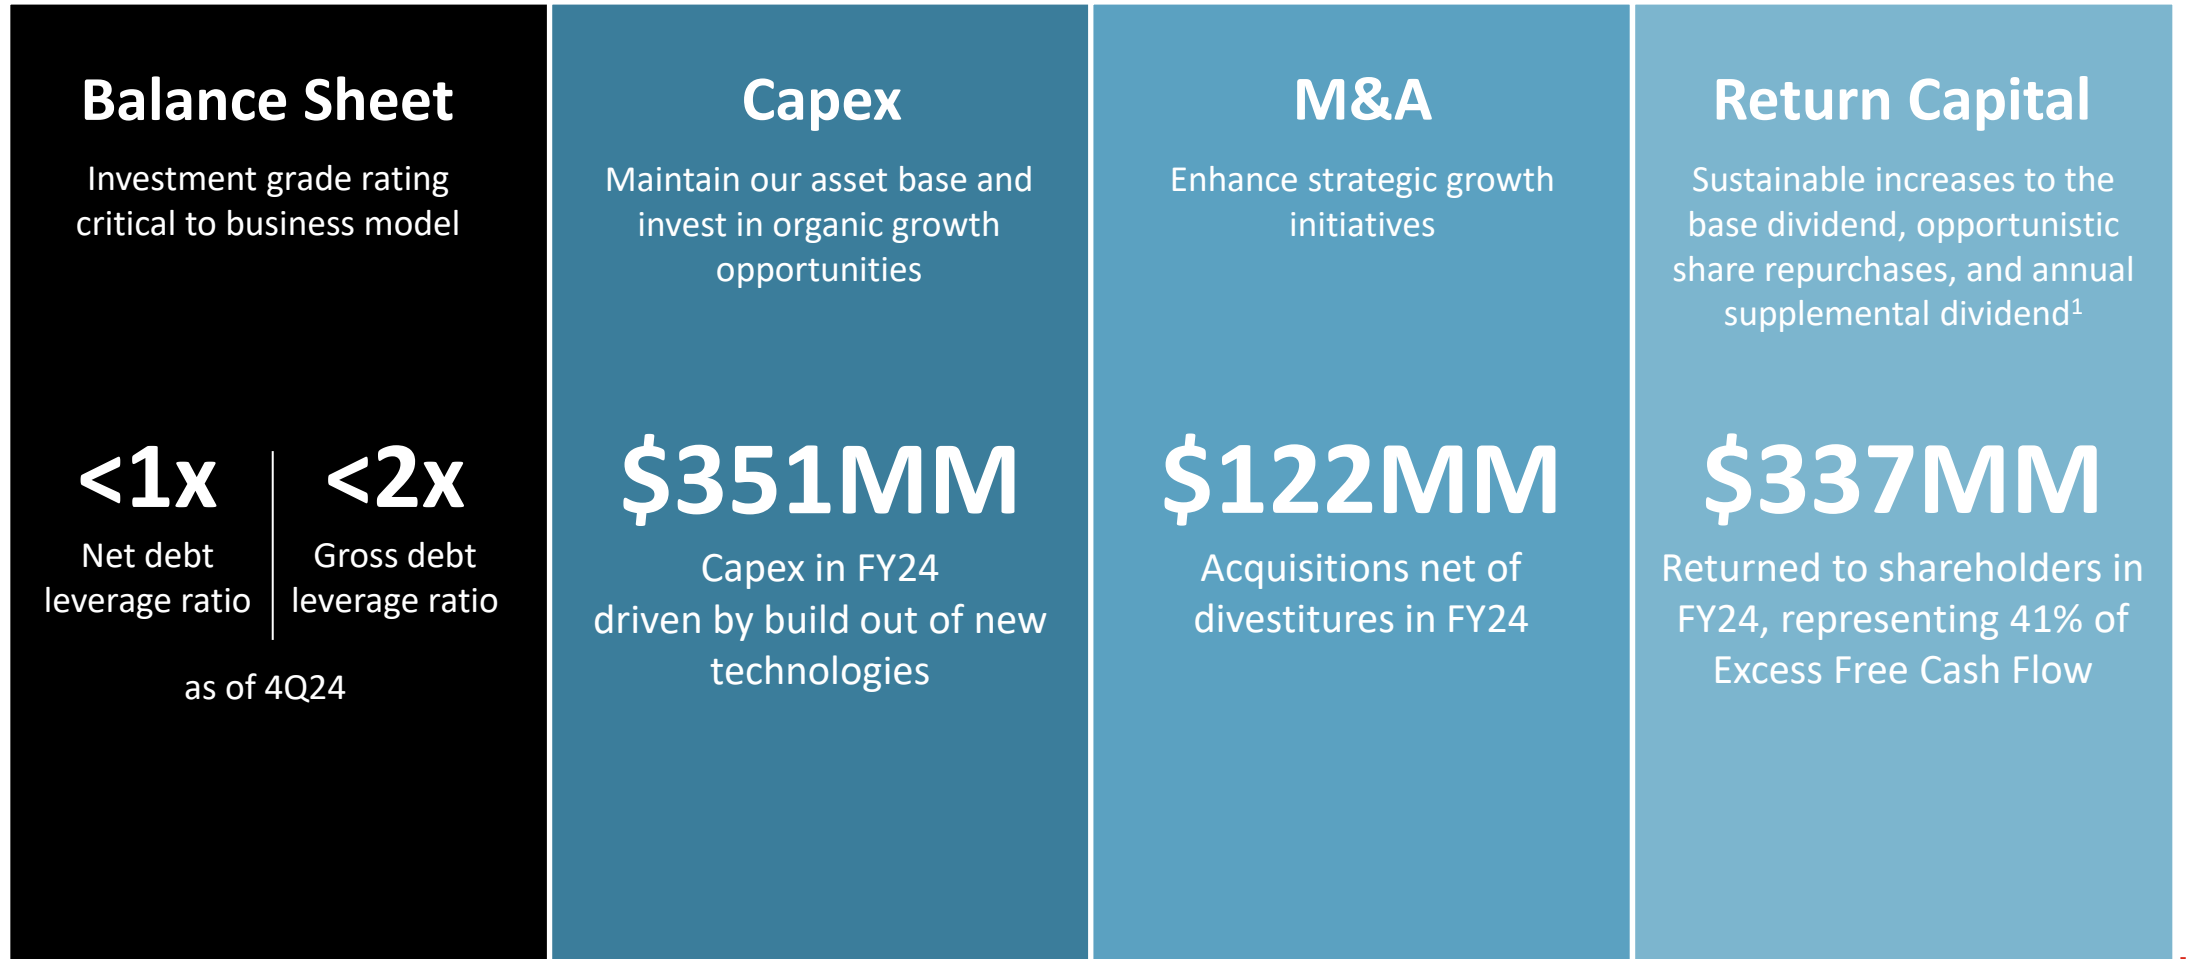 Balance Sheet
Investment grade rating
critical to business model
<1x
Net debt
leverage ratio
<2x
Gross debt
leverage ratio
as of 4Q24
Capex
Maintain our asset base and
invest in organic growth
opportunities
$351MM
Capex in FY24
driven by build out of new
technologies
M&A
Enhance strategic growth
initiatives
$122MM
Acquisitions net of
divestitures in FY24
Return Capital
Sustainable increases to the
base dividend, opportunistic
share repurchases, and annual
supplemental dividend¹
$337MM
Returned to shareholders in
FY24, representing 41% of
Excess Free Cash Flow